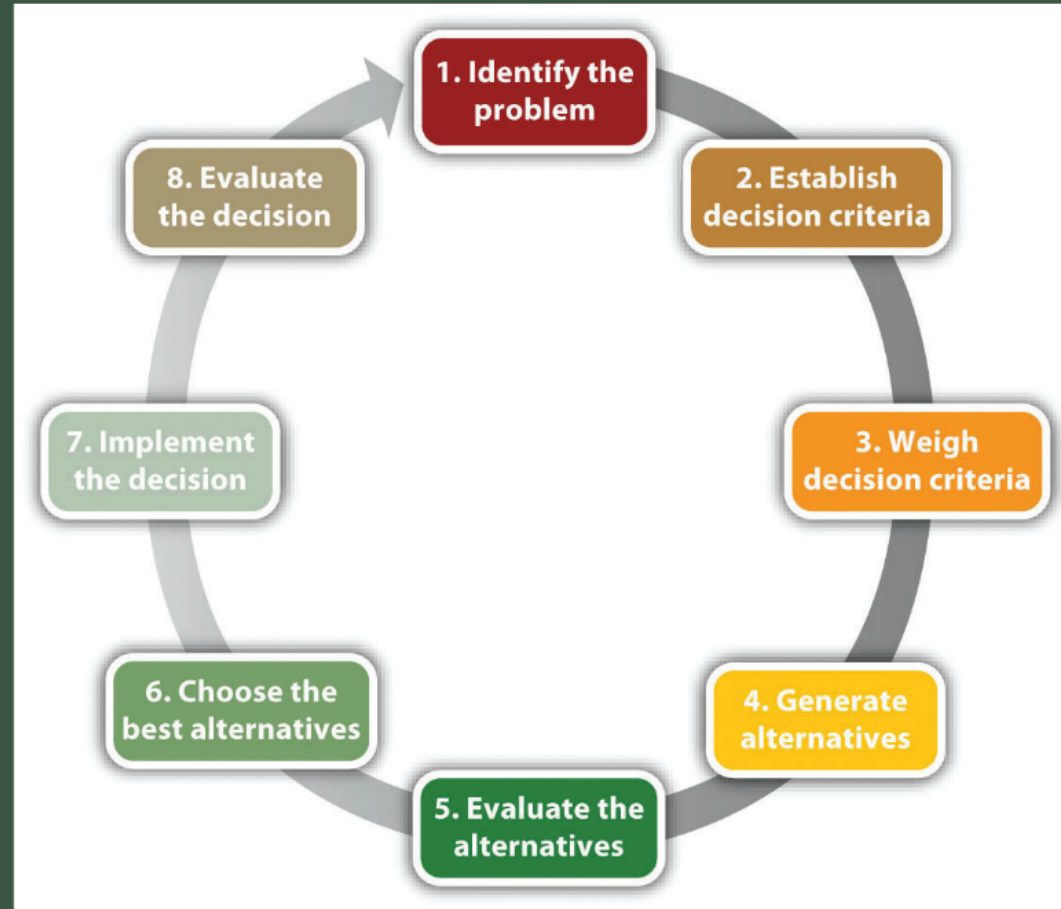 1. Identify the
problem
2. Establish
decision criteria
3. Weigh
decision criteria
4. Generate
alternatives
5. Evaluate the
alternatives
6. Choose the
best alternatives
7. Implement
the decision
8. Evaluate
the decision